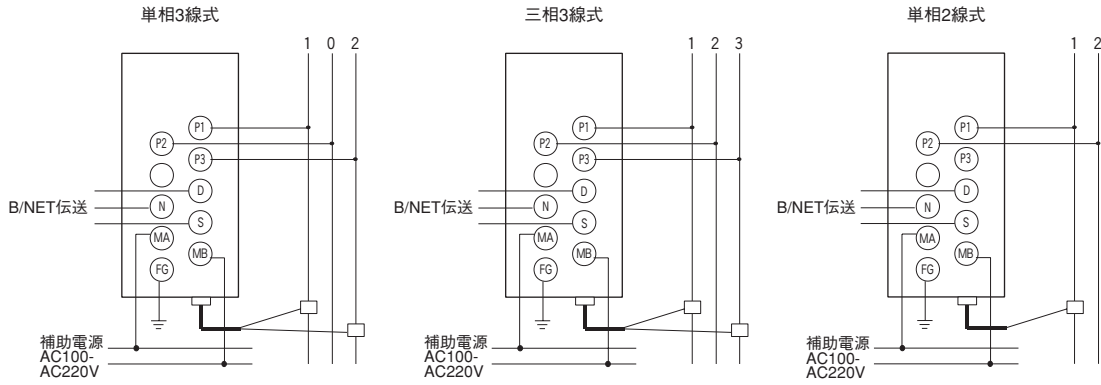 単相3線式
1 0 2
P1
P2
P3
D
B/NET伝送
N
S
MA
MB
FG
補助電源
AC100-
AC220V
三相3線式
1 2 3
P1
P2
P3
D
B/NET伝送
N
S
MA
MB
FG
補助電源
AC100-
AC220V
単相2線式
1 2
P1
P2
P3
D
B/NET伝送
N
S
MA
MB
FG
補助電源
AC100-
AC220V